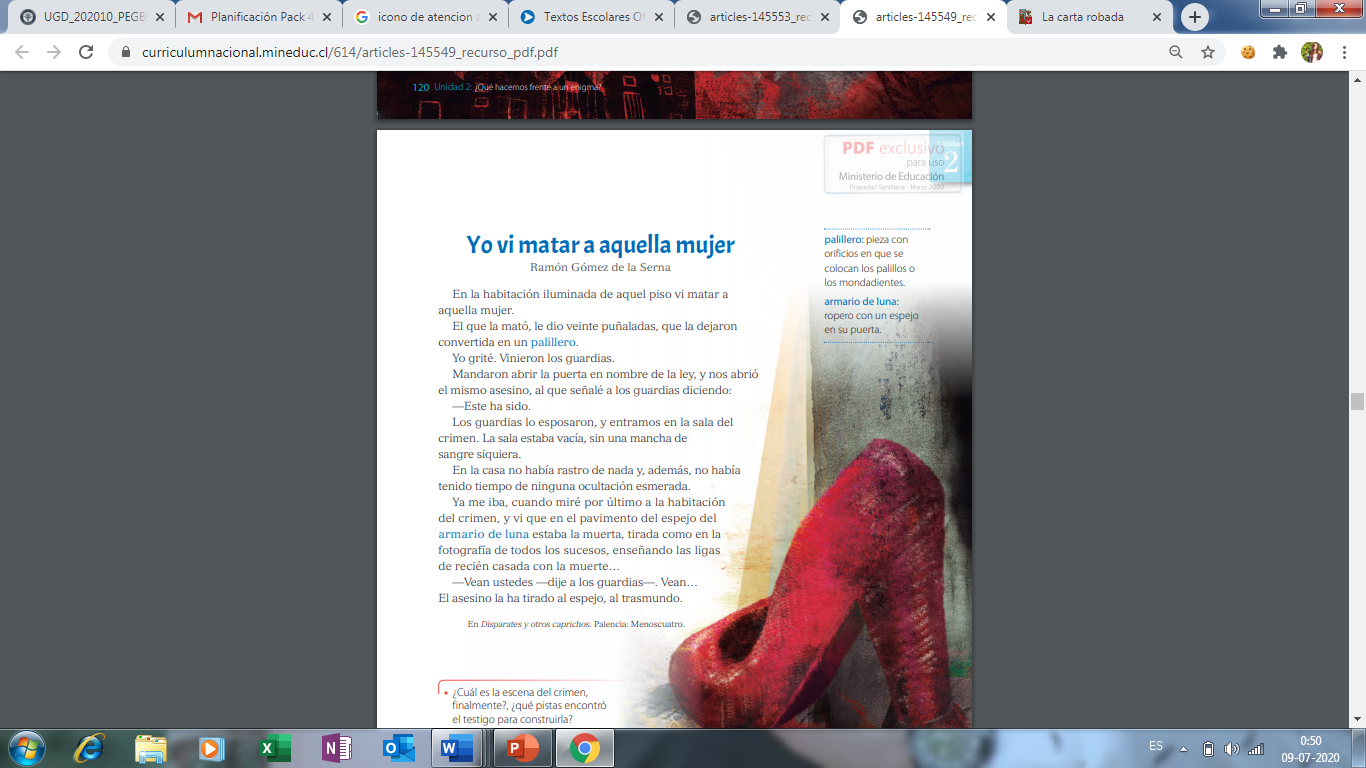 UGD_202010_PEGB
Planificación Pack 4
icono de atencion a
Textos Escolares Of
articles-145553_rec
articles-145549_rec
La carta robada
curriculumnacional.mineduc.cl/614/articles-145549_recurso_pdf.pdf
120 Unidad 2: ¿Qué hacemos frente a un enigma?
PDF exclusivo
para uso
Ministerio de Educación
Propiedad Santillana - Marzo 2020
Unidad
2
Yo vi matar a aquella mujer
Ramón Gómez de la Serna
En la habitación iluminada de aquel piso vi matar a
aquella mujer.
El que la mató, le dio veinte puñaladas, que la dejaron
convertida en un palillero.
Yo grité. Vinieron los guardias.
Mandaron abrir la puerta en nombre de la ley, y nos abrió
el mismo asesino, al que señalé a los guardias diciendo:
—Este ha sido.
Los guardias lo esposaron, y entramos en la sala del
crimen. La sala estaba vacía, sin una mancha de
sangre siquiera.
En la casa no había rastro de nada y, además, no había
tenido tiempo de ninguna ocultación esmerada.
Ya me iba, cuando miré por último a la habitación
del crimen, y vi que en el pavimento del espejo del
armario de luna estaba la muerta, tirada como en la
fotografía de todos los sucesos, enseñando las ligas
de recién casada con la muerte…
—Vean ustedes —dije a los guardias—. Vean…
El asesino la ha tirado al espejo, al trasmundo.
En Disparates y otros caprichos. Palencia: Menoscuatro.
palillero: pieza con
orificios en que se
colocan los palillos o
los mondadientes.
armario de luna:
ropero con un espejo
en su puerta.
• ¿Cuál es la escena del crimen,
finalmente?, ¿qué pistas encontró
el testigo para construirla?
ES
0:50
09-07-2020